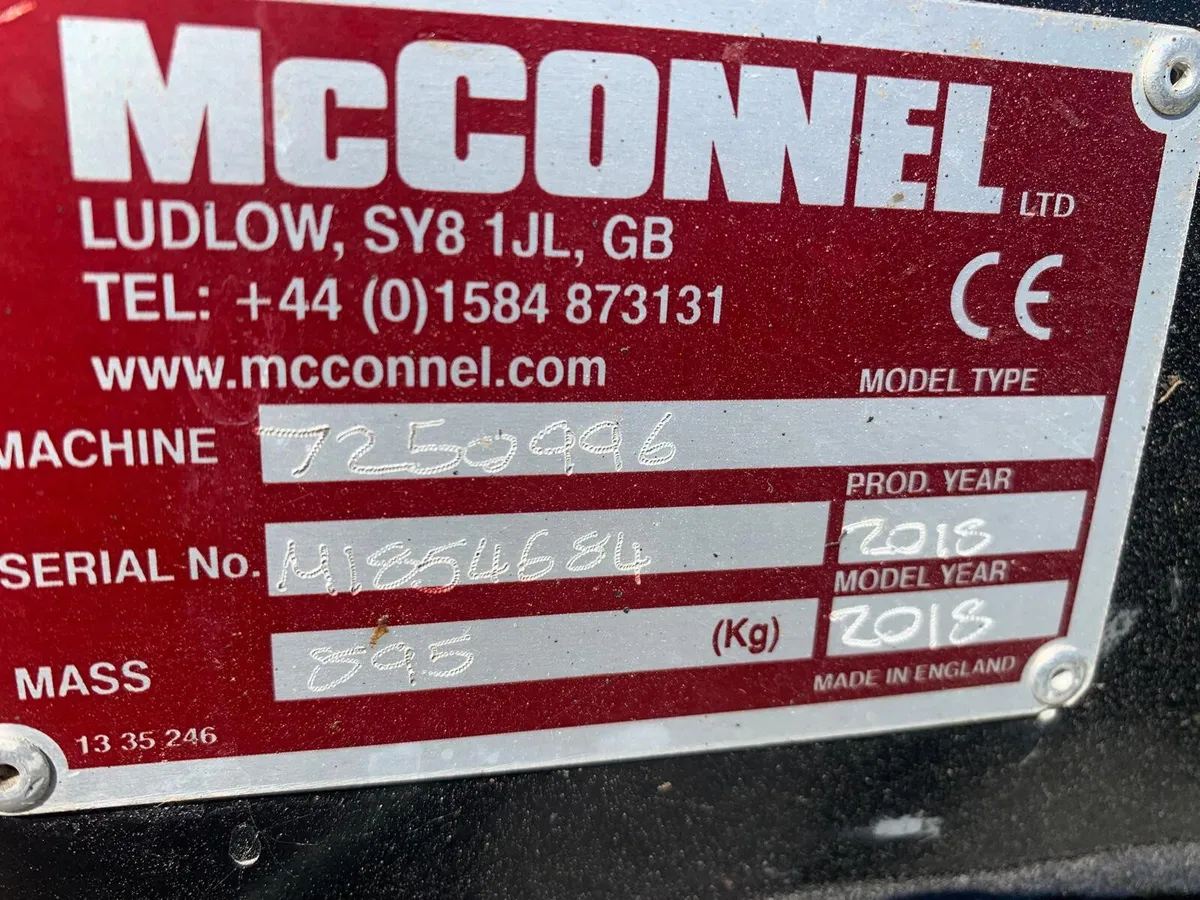 McCONNEL LTD
LUDLOW, SY8 1JL, GB
TEL: +44 (0)1584 873131
CE
www.mcconnel.com
MODEL TYPE
MACHINE 7250996
PROD. YEAR
SERIAL No. M1854684 2018
MODEL YEAR
MASS 895 (Kg) 2018
MADE IN ENGLAND
13 35 246